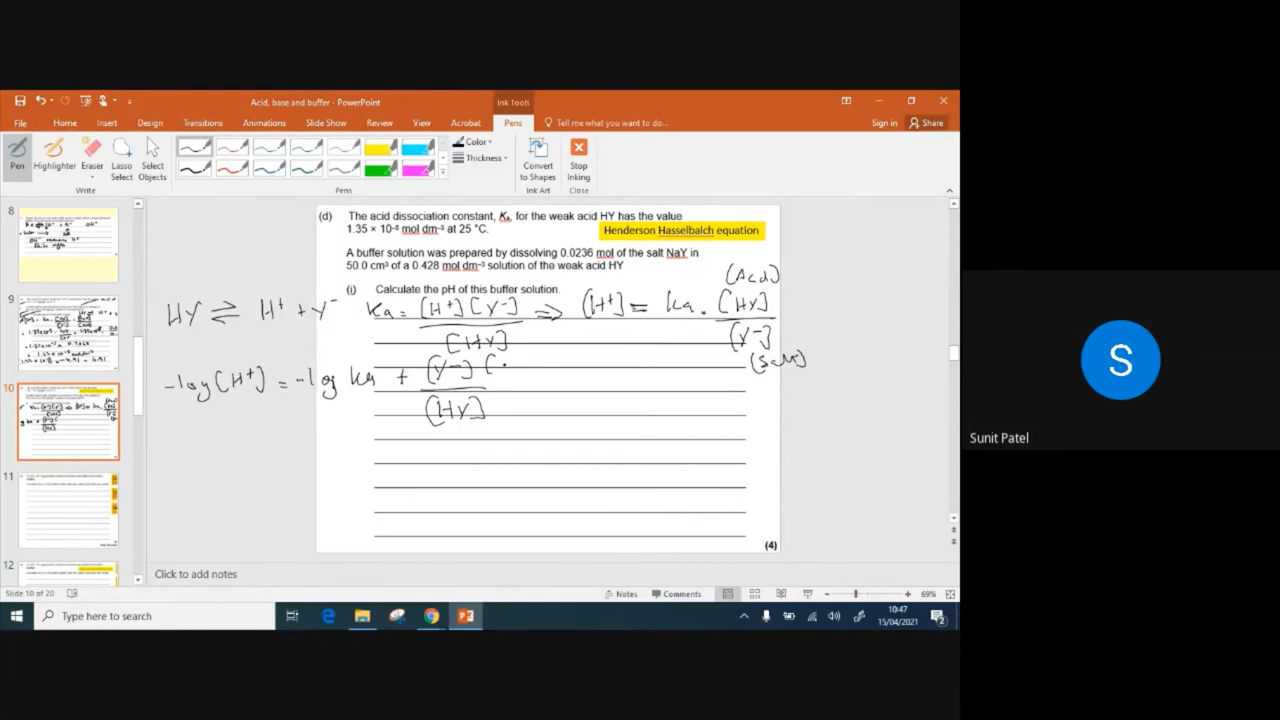 Acid, base and buffer - PowerPoint
Ink Tools
File Home Insert Design Transitions Animations Slide Show Review View Acrobat Pens Tell me what you want to do... Sign in Share
Pen Highlighter Eraser Lasso Select Select Objects Color Thickness Convert to Shapes Stop Inking
Write Pens Ink Art Close
8
9
10
11
12
(d) The acid dissociation constant, Ka, for the weak acid HY has the value
1.35 × 10⁻⁵ mol dm⁻³ at 25 °C.
Henderson Hasselbalch equation
A buffer solution was prepared by dissolving 0.0236 mol of the salt NaY in
50.0 cm³ of a 0.428 mol dm⁻³ solution of the weak acid HY
(Acid)
(i) Calculate the pH of this buffer solution.
HY ⇌ H⁺ + Y⁻ Ka = [H⁺] [Y⁻] / [HY] ⇒ [H⁺] = Ka . [HY] / [Y⁻]
(Salt)
-log[H⁺] = -log Ka + [Y⁻] ( / [HY]
(4)
Click to add notes
Slide 10 of 20 Notes Comments 69%
Type here to search
10:47
15/04/2021
2
S
Sunit Patel